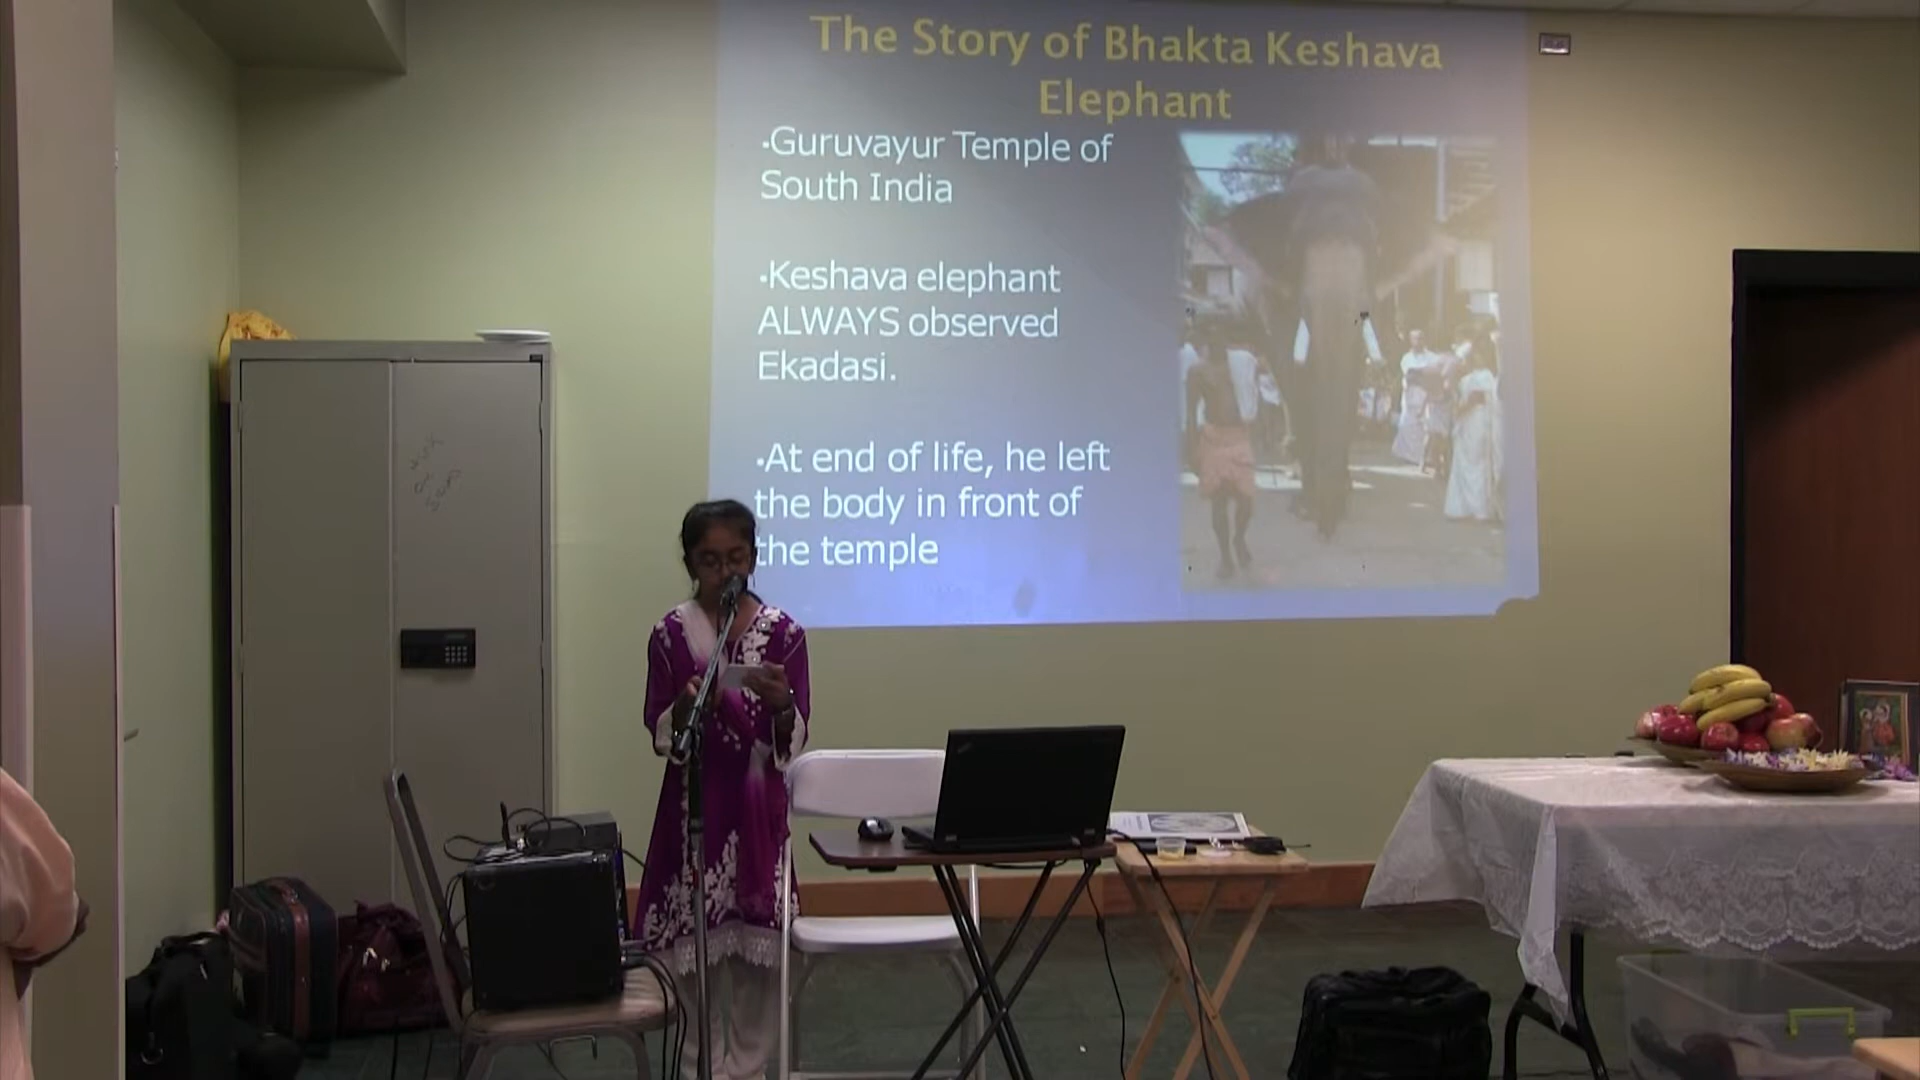 The Story of Bhakta Keshava
Elephant
•Guruvayur Temple of
South India
•Keshava elephant
ALWAYS observed
Ekadasi.
•At end of life, he left
the body in front of
the temple